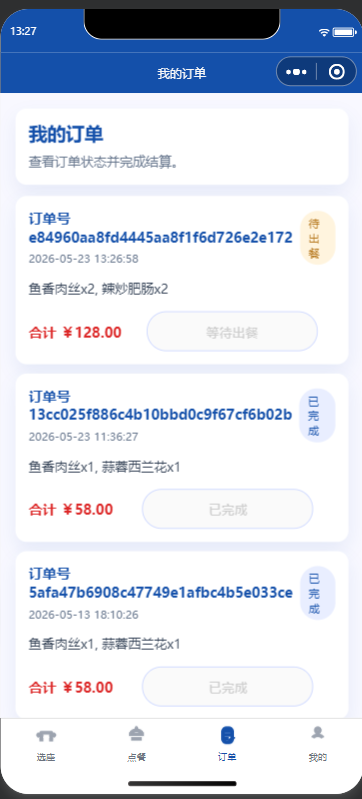 13:27
我的订单
我的订单
查看订单状态并完成结算。
订单号
e84960aa8fd4445aa8f1f6d726e2e172
待
出
餐
2026-05-23 13:26:58
鱼香肉丝x2, 辣炒肥肠x2
合计 ￥128.00
等待出餐
订单号
13cc025f886c4b10bbd0c9f67cf6b02b
已
完
成
2026-05-23 11:36:27
鱼香肉丝x1, 蒜蓉西兰花x1
合计 ￥58.00
已完成
订单号
5afa47b6908c47749e1afbc4b5e033ce
已
完
成
2026-05-13 18:10:26
鱼香肉丝x1, 蒜蓉西兰花x1
合计 ￥58.00
已完成
选座
点餐
订单
我的